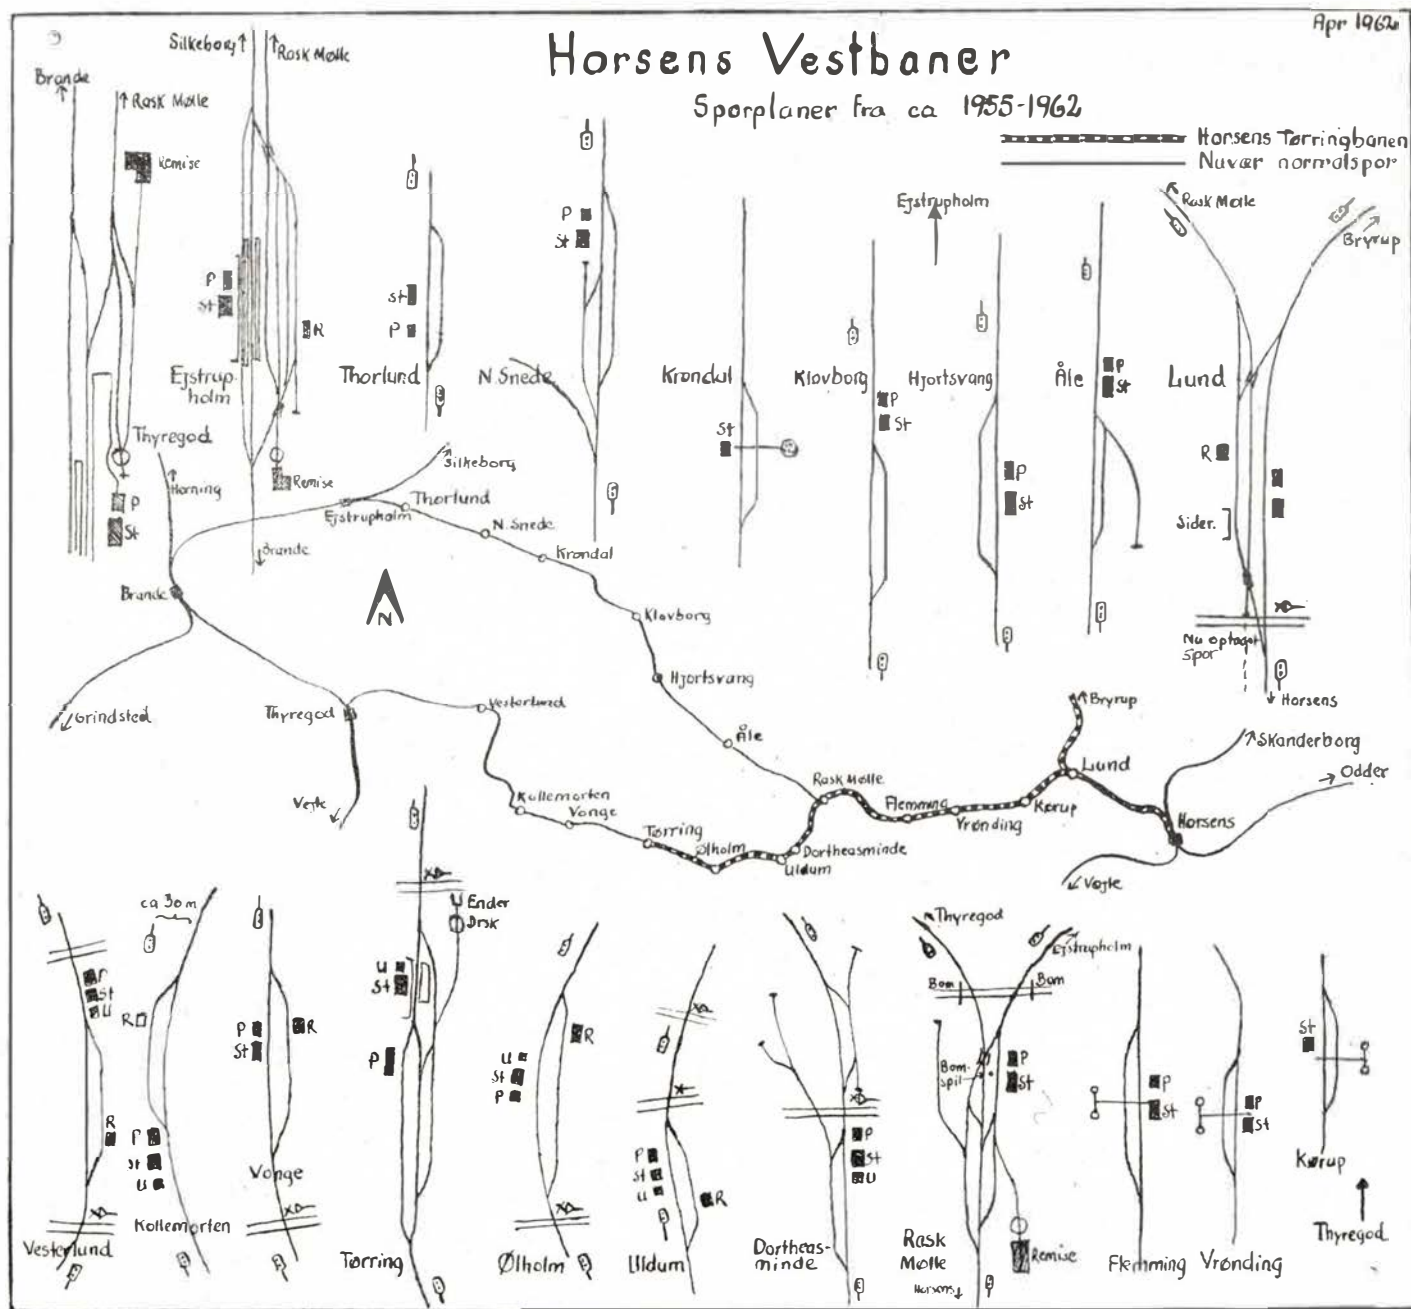 Apr 1962
Horsens Vestbaner
Sporplaner fra ca 1955-1962
Horsens Tørringbanen
Nuvær normalspor
Brande
Rask Mølle
Remise
Thyregod
P
St
Silkeborg
Rask Mølle
P
St
R
Ejstrup-
holm
Remise
Brande
St
P
Thorlund
P
St
N. Snede
Krondal
St
Kløvborg
P
St
Ejstrupholm
Hjortsvang
P
St
Åle
P
St
Rask Mølle
Bryrup
Lund
R
Sider.
Nu optaget
Spor
Horsens
Herning
Silkeborg
Ejstrupholm
Thorlund
N. Snede
Krondal
Brande
N
Klovborg
Hjortsvang
Grindsted
Thyregod
Vesterlund
Åle
Bryrup
Skanderborg
Lund
Odder
Rask Mølle
Vejle
Kollemorten
Vonge
Flemming
Kørup
Vrønding
Horsens
Tørring
Ølholm
Dortheasminde
Uldum
Vejle
P
St
U
R
Vesterlund
ca 30 m
R
P
St
U
Kollemorten
P
St
R
Vonge
U
St
P
Ender
Drsk
Tørring
R
U
St
P
Ølholm
P
St
U
R
Uldum
P
St
U
Dortheas-
minde
Thyregod
Ejstrupholm
Bom
Bom
Bom-
spil
P
St
Rask
Mølle
Horsens
Remise
P
St
Flemming
P
St
Vrønding
St
Kørup
Thyregod